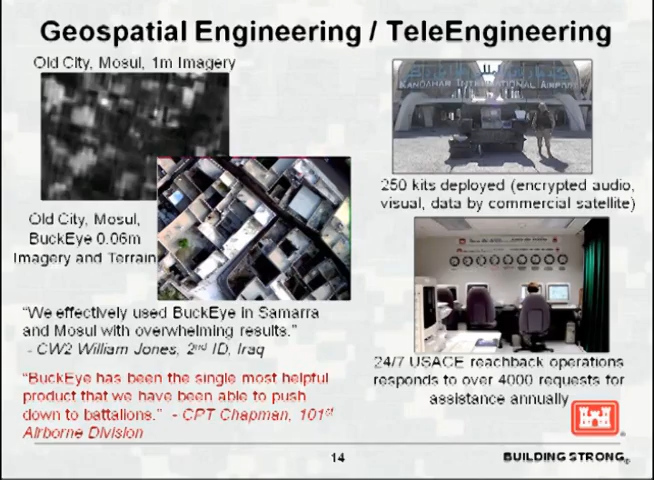 Geospatial Engineering / TeleEngineering
Old City, Mosul, 1m Imagery
Old City, Mosul,
BuckEye 0.06m
Imagery and Terrain
"We effectively used BuckEye in Samarra
and Mosul with overwhelming results."
- CW2 William Jones, 2nd ID, Iraq
"BuckEye has been the single most helpful
product that we have been able to push
down to battalions." - CPT Chapman, 101st
Airborne Division
KANDAHAR INTERNATIONAL AIRPORT
250 kits deployed (encrypted audio,
visual, data by commercial satellite)
24/7 USACE reachback operations
responds to over 4000 requests for
assistance annually
14
BUILDING STRONG®